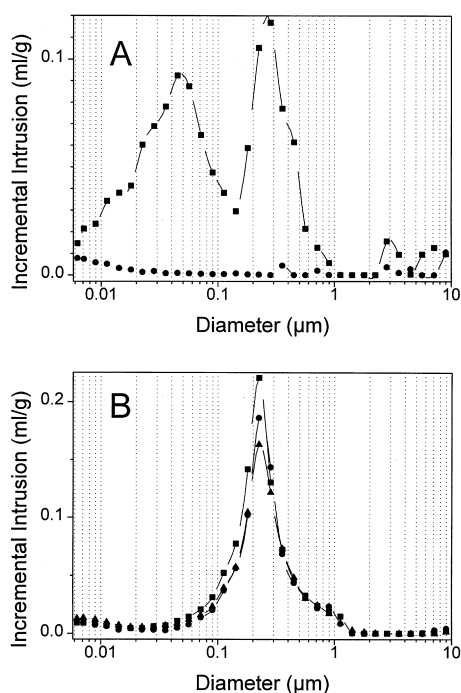 A
Incremental Intrusion (ml/g)
0.1
0.0
0.01 0.1 1 10
Diameter (µm)
B
Incremental Intrusion (ml/g)
0.2
0.1
0.0
0.01 0.1 1 10
Diameter (µm)